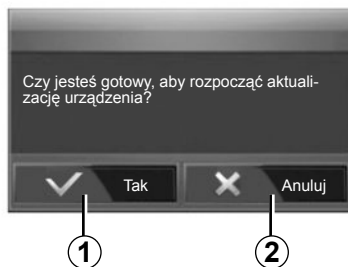 Czy jesteś gotowy, aby rozpocząć aktuali-
zację urządzenia?
Tak Anuluj
1 2